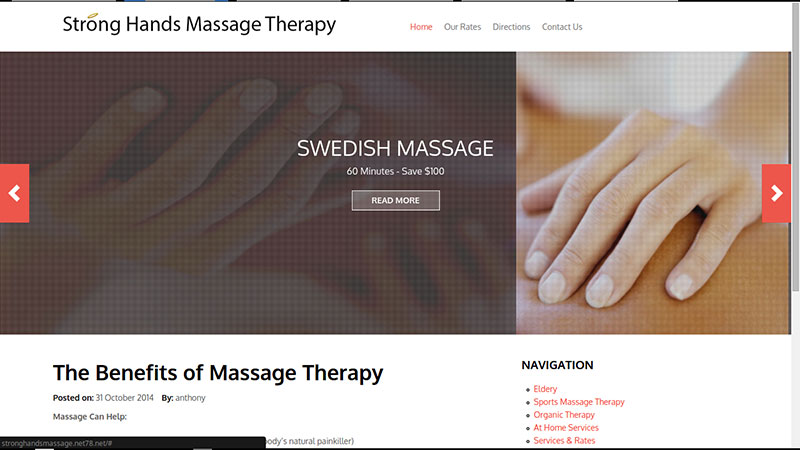 Strong Hands Massage Therapy
Home Our Rates Directions Contact Us
SWEDISH MASSAGE
60 Minutes - Save $100
READ MORE
The Benefits of Massage Therapy
Posted on: 31 October 2014 By: anthony
Massage Can Help:
body's natural painkiller)
stronghandsmassage.net78.net/#
NAVIGATION
Eldery
Sports Massage Therapy
Organic Therapy
At Home Services
Services & Rates